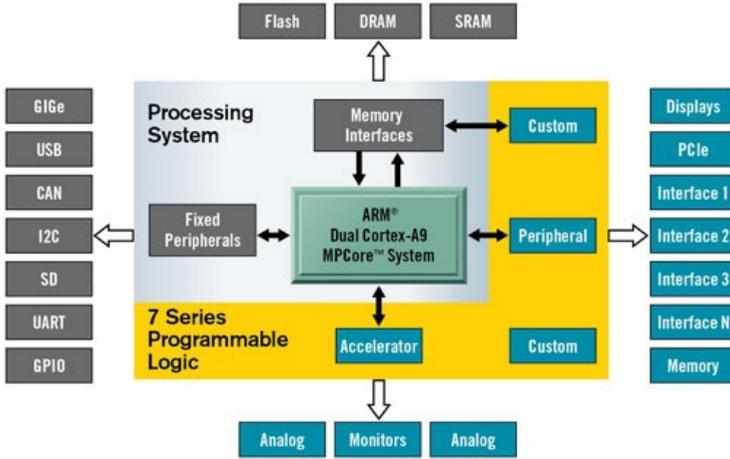 Flash
DRAM
SRAM
GIGe
USB
CAN
I2C
SD
UART
GPIO
Processing
System
Memory
Interfaces
Fixed
Peripherals
ARM®
Dual Cortex-A9
MPCore™ System
Custom
Peripheral
7 Series
Programmable
Logic
Accelerator
Custom
Displays
PCIe
Interface 1
Interface 2
Interface 3
Interface N
Memory
Analog
Monitors
Analog